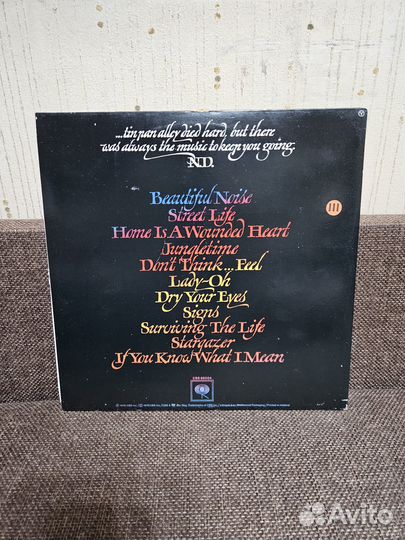 ...tin pan alley died hard, but there
was always the music to keep you going.
N.D.
Beautiful Noise
Street Life
Home Is A Wounded Heart
Jungletime
Don't Think...Feel
Lady-Oh
Dry Your Eyes
Signs
Surviving The Life
Stargazer
If You Know What I Mean
III
Avito